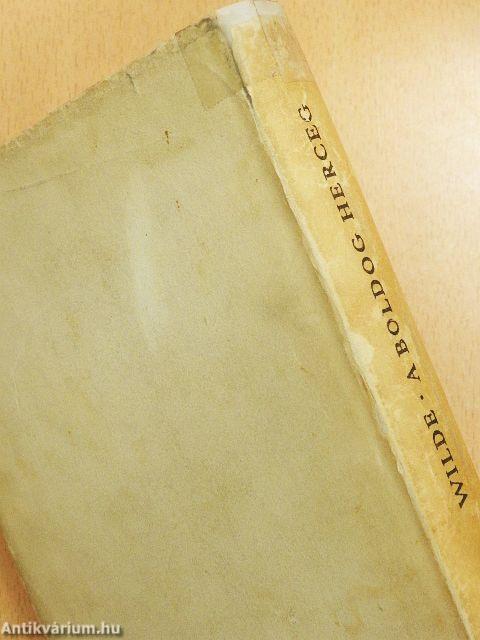 WILDE · A BOLDOG HERCEG
Antikvárium.hu